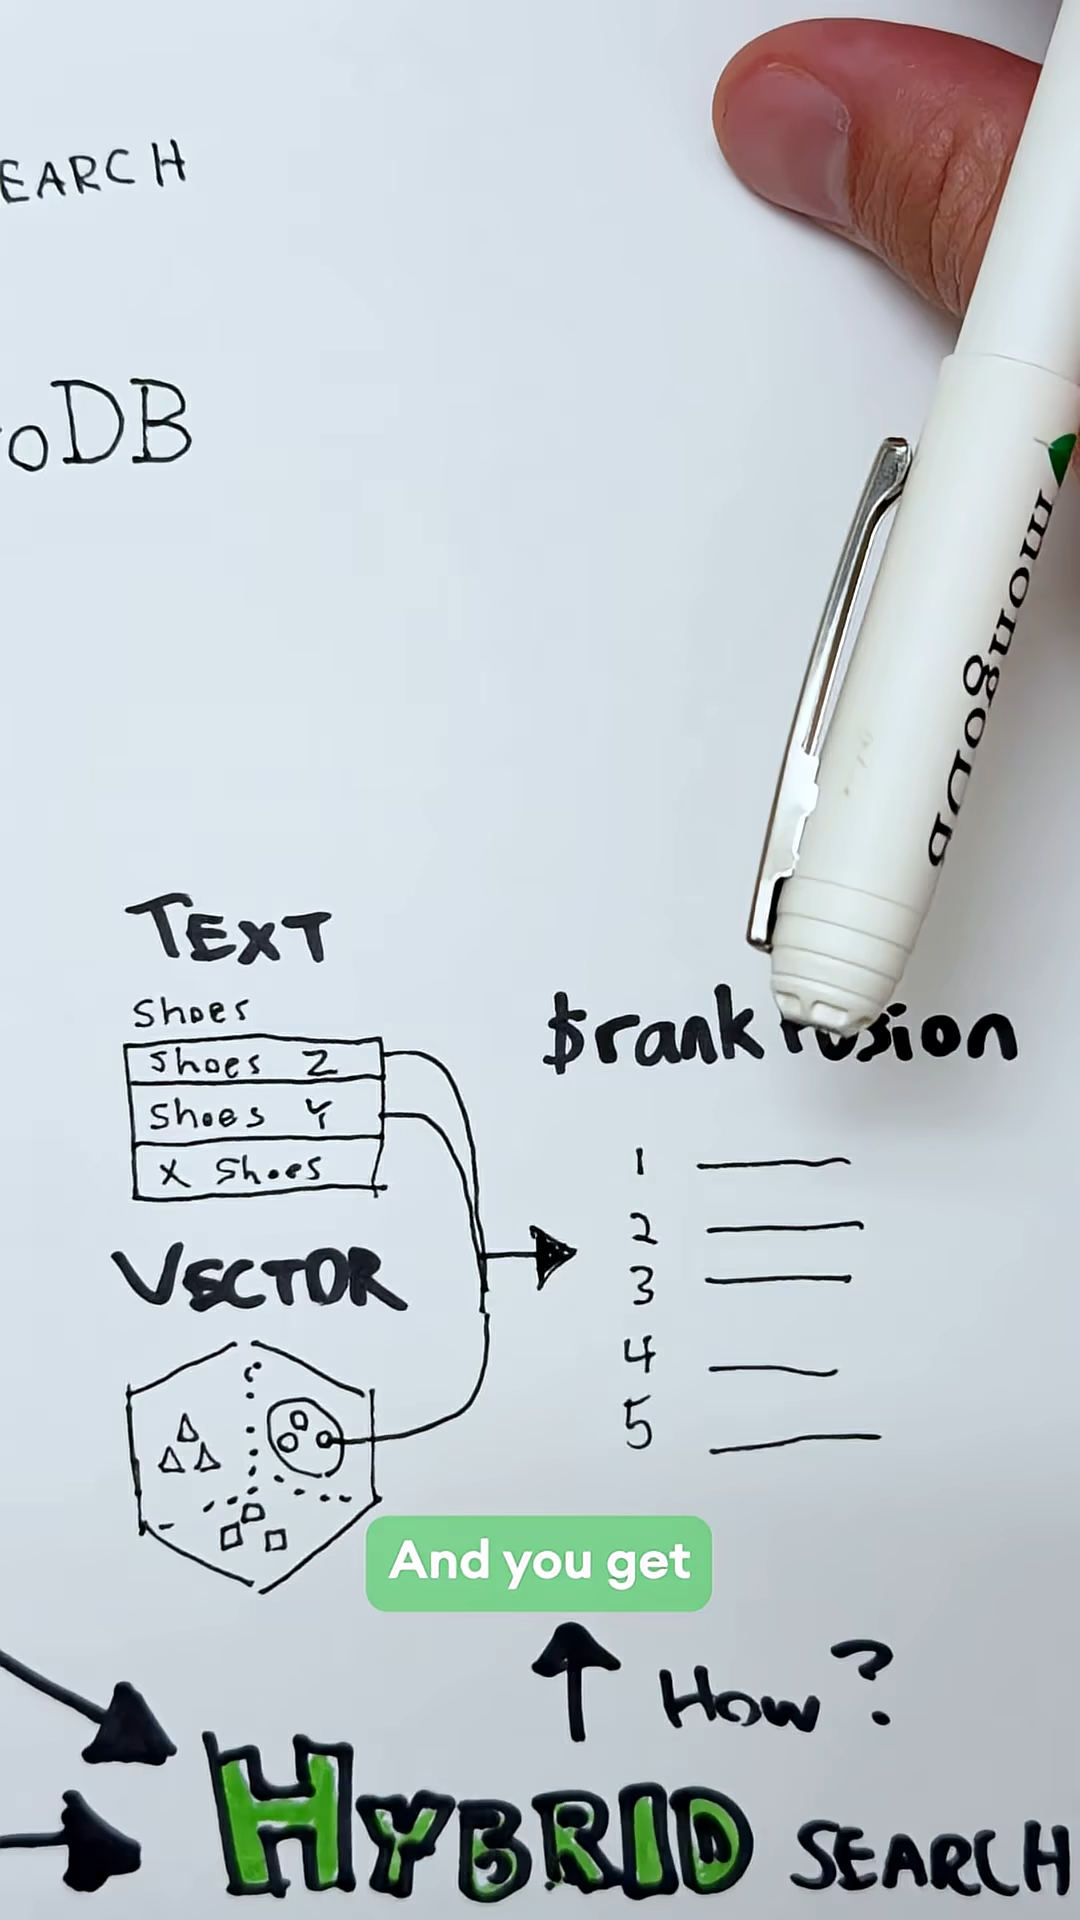 EARCH
oDB
mongoDB
TEXT
Shoes
Shoes Z
Shoes Y
X Shoes
$rankfusion
1
2
3
4
5
VECTOR
And you get
How?
HYBRID SEARCH